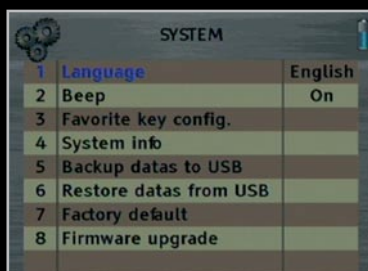 SYSTEM
1 Language English
2 Beep On
3 Favorite key config.
4 System info
5 Backup datas to USB
6 Restore datas from USB
7 Factory default
8 Firmware upgrade